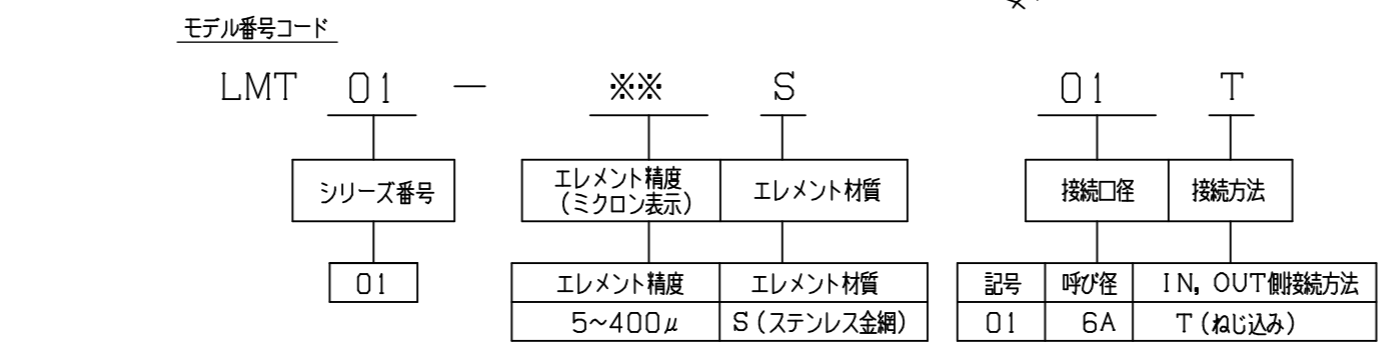 モデル番号コード
LMT 01 - ※※ S 01 T
シリーズ番号
エレメント精度
(ミクロン表示)
エレメント材質
接続口径
接続方法
01
エレメント精度 エレメント材質
5~400μ S(ステンレス金網)
記号 呼び径 IN, OUT側接続方法
01 6A T(ねじ込み)